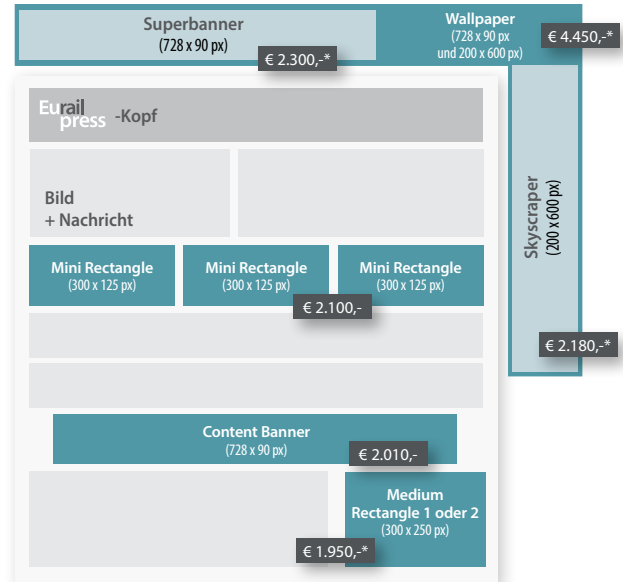 Superbanner
(728 x 90 px)
€ 2.300,-*
Wallpaper
(728 x 90 px
und 200 x 600 px)
€ 4.450,-*
Eurail
press -Kopf
Bild
+ Nachricht
Skyscraper
(200 x 600 px)
€ 2.180,-*
Mini Rectangle
(300 x 125 px)
Mini Rectangle
(300 x 125 px)
Mini Rectangle
(300 x 125 px)
€ 2.100,-
Content Banner
(728 x 90 px)
€ 2.010,-
Medium
Rectangle 1 oder 2
(300 x 250 px)
€ 1.950,-*